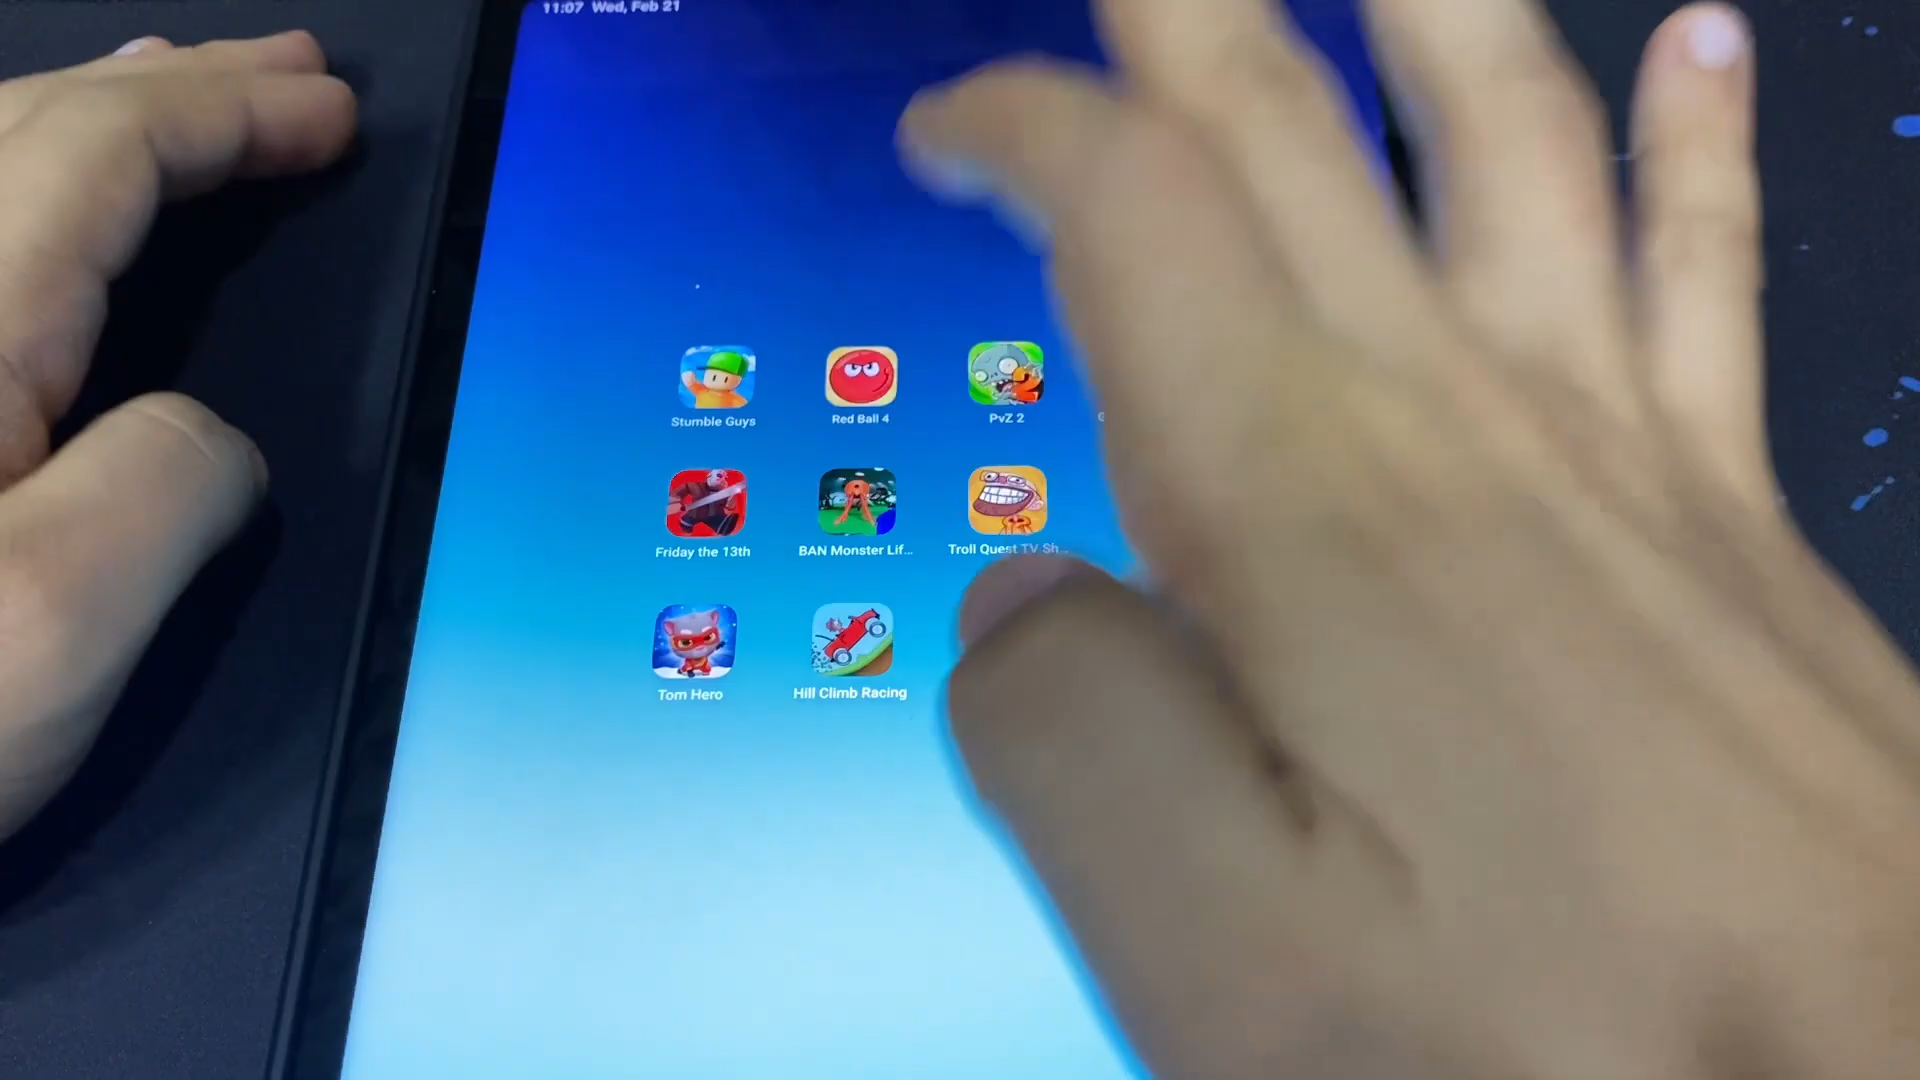 11:07 Wed, Feb 21
Stumble Guys
Red Ball 4
PvZ 2
Friday the 13th
BAN Monster Lif...
Troll Quest TV Sh...
Tom Hero
Hill Climb Racing